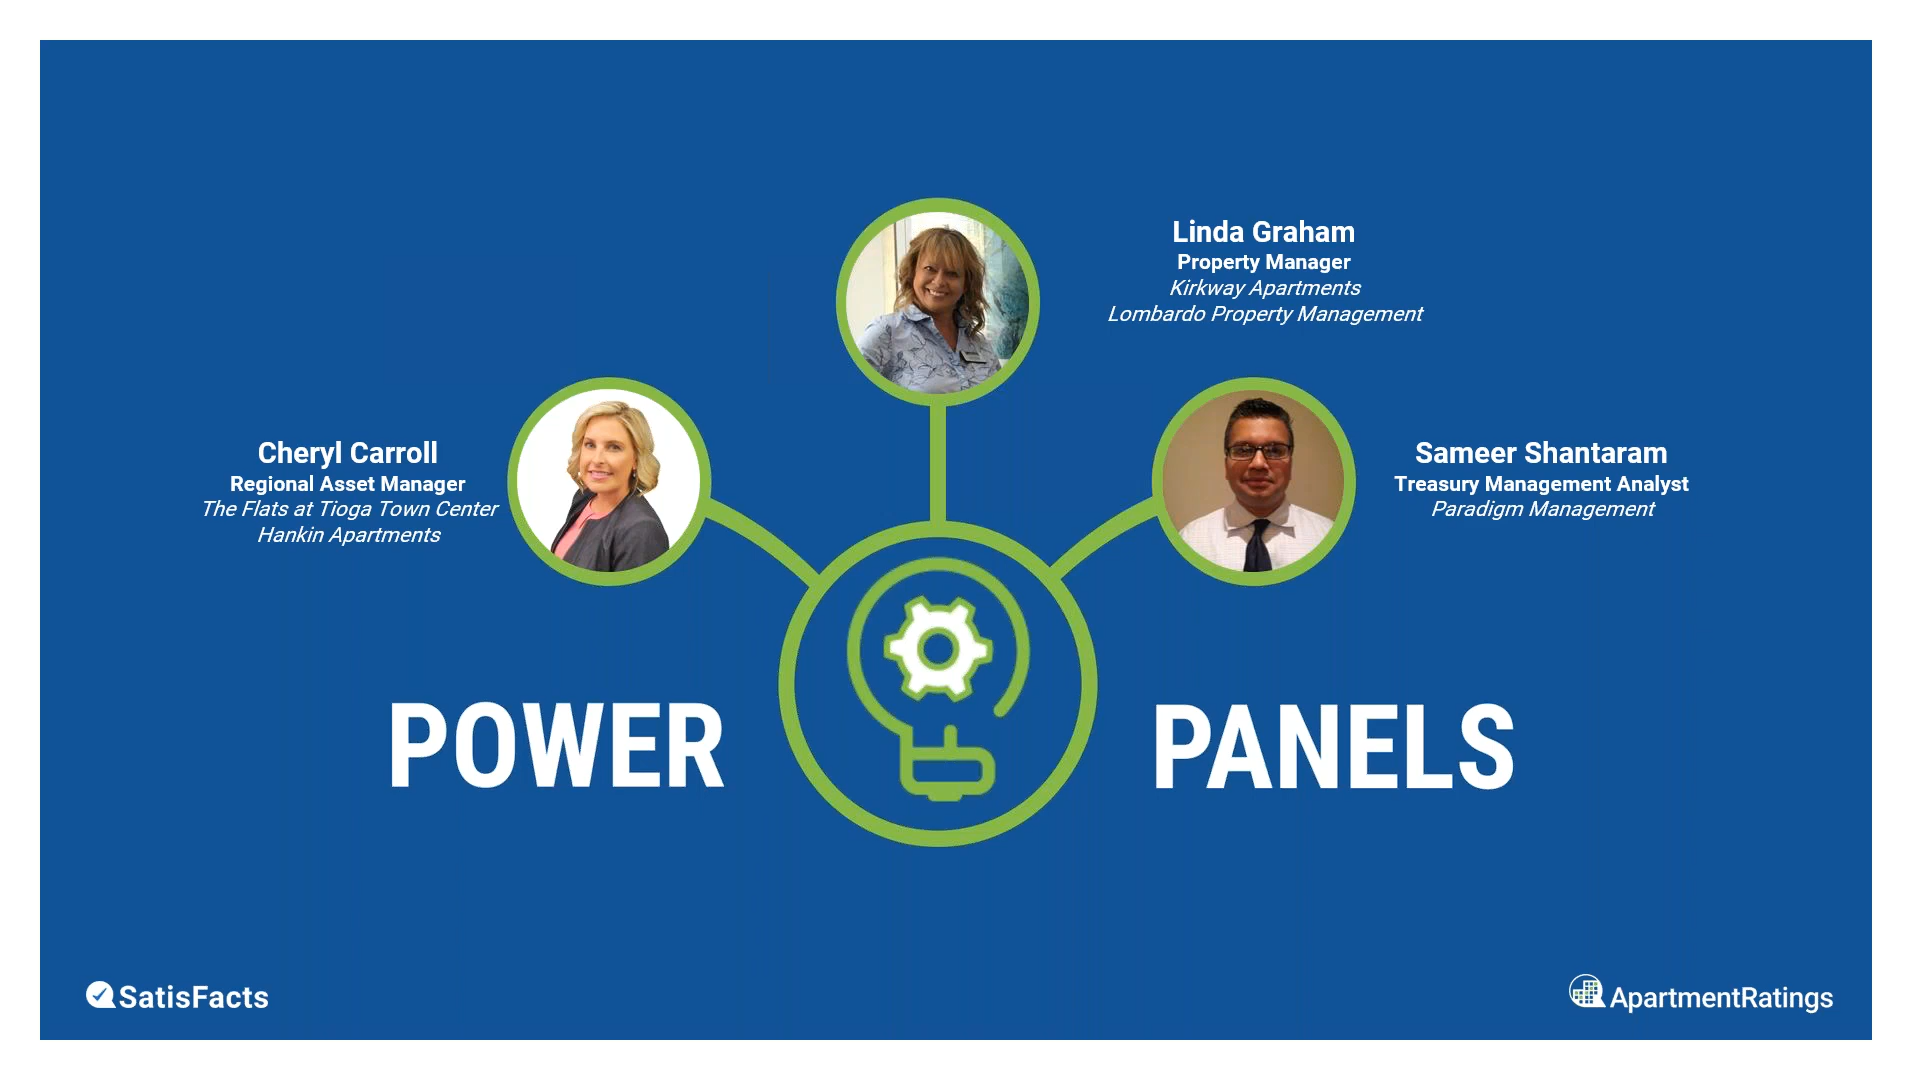 Linda Graham
Property Manager
Kirkway Apartments
Lombardo Property Management
Cheryl Carroll
Regional Asset Manager
The Flats at Tioga Town Center
Hankin Apartments
Sameer Shantaram
Treasury Management Analyst
Paradigm Management
POWER PANELS
SatisFacts
ApartmentRatings